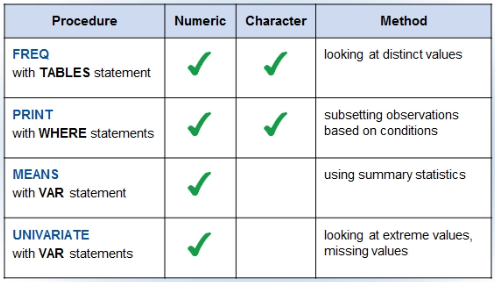 Procedure Numeric Character Method
FREQ
with TABLES statement
looking at distinct values
PRINT
with WHERE statements
subsetting observations
based on conditions
MEANS
with VAR statement
using summary statistics
UNIVARIATE
with VAR statements
looking at extreme values,
missing values